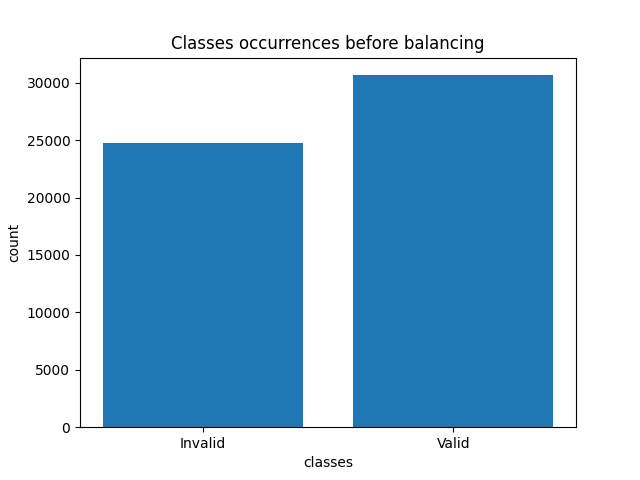 Classes occurrences before balancing
30000
25000
20000
15000
10000
5000
0
count
Invalid
Valid
classes